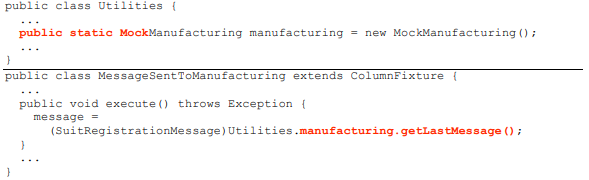 public class Utilities {
...
public static MockManufacturing manufacturing = new MockManufacturing();
...
}
public class MessageSentToManufacturing extends ColumnFixture {
...
public void execute() throws Exception {
message =
(SuitRegistrationMessage)Utilities.manufacturing.getLastMessage();
}
...
}